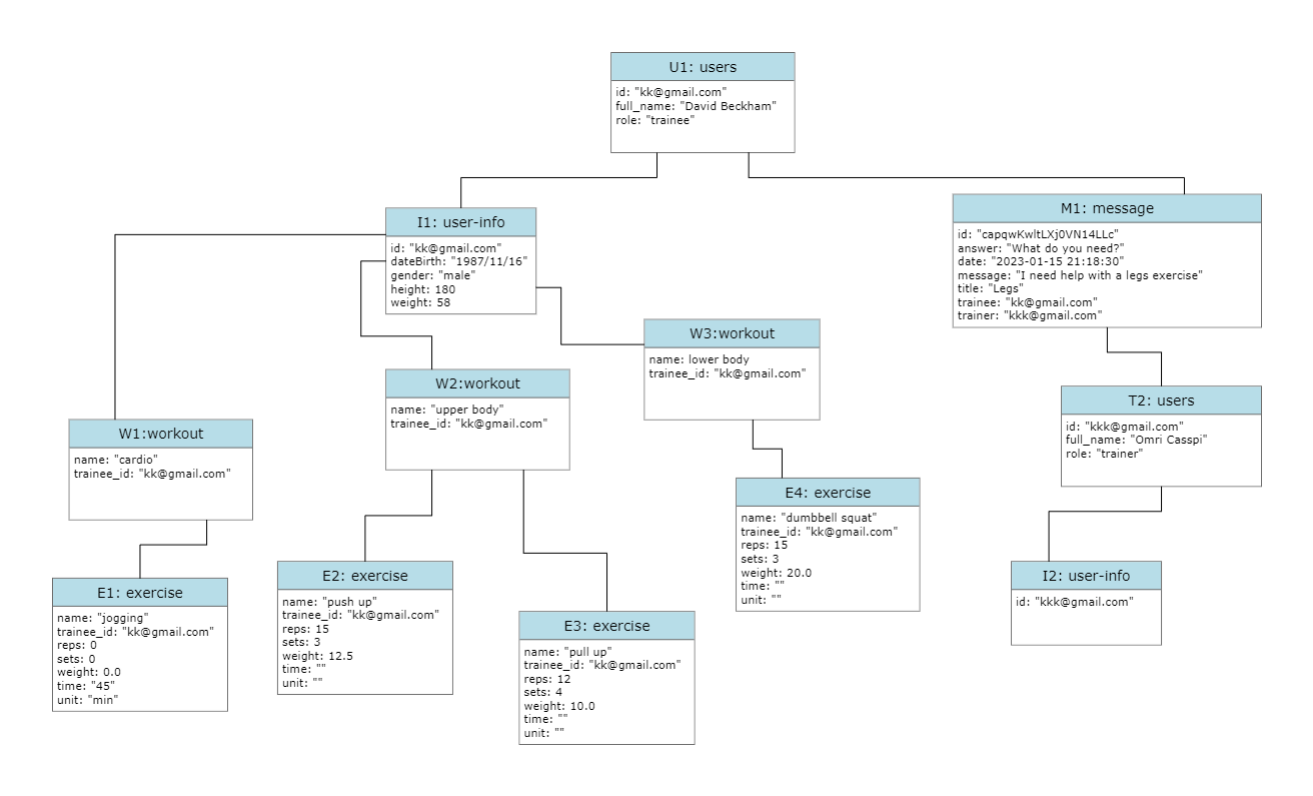 U1: users
id: "kk@gmail.com"
full_name: "David Beckham"
role: "trainee"
I1: user-info
id: "kk@gmail.com"
dateBirth: "1987/11/16"
gender: "male"
height: 180
weight: 58
M1: message
id: "capqwKwltLXj0VN14LLc"
answer: "What do you need?"
date: "2023-01-15 21:18:30"
message: "I need help with a legs exercise"
title: "Legs"
trainee: "kk@gmail.com"
trainer: "kkk@gmail.com"
W3:workout
name: lower body
trainee_id: "kk@gmail.com"
W2:workout
name: "upper body"
trainee_id: "kk@gmail.com"
T2: users
id: "kkk@gmail.com"
full_name: "Omri Casspi"
role: "trainer"
W1:workout
name: "cardio"
trainee_id: "kk@gmail.com"
E4: exercise
name: "dumbbell squat"
trainee_id: "kk@gmail.com"
reps: 15
sets: 3
weight: 20.0
time: ""
unit: ""
E1: exercise
name: "jogging"
trainee_id: "kk@gmail.com"
reps: 0
sets: 0
weight: 0.0
time: "45"
unit: "min"
E2: exercise
name: "push up"
trainee_id: "kk@gmail.com"
reps: 15
sets: 3
weight: 12.5
time: ""
unit: ""
E3: exercise
name: "pull up"
trainee_id: "kk@gmail.com"
reps: 12
sets: 4
weight: 10.0
time: ""
unit: ""
I2: user-info
id: "kkk@gmail.com"